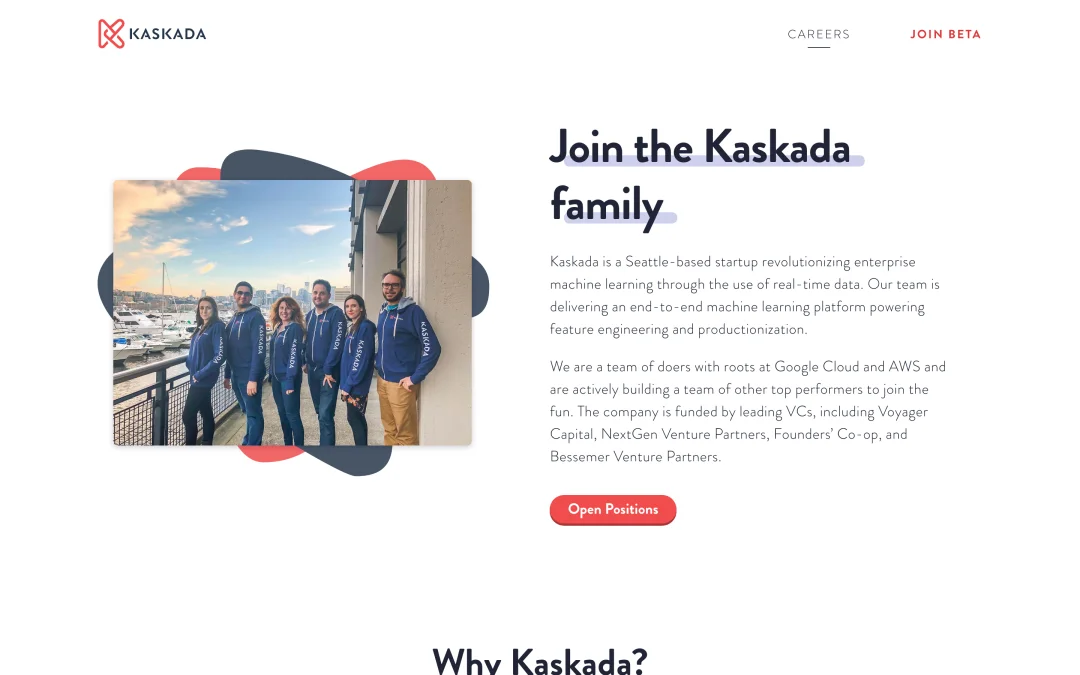 KASKADA
CAREERS
JOIN BETA
Join the Kaskada
family
Kaskada is a Seattle-based startup revolutionizing enterprise
machine learning through the use of real-time data. Our team is
delivering an end-to-end machine learning platform powering
feature engineering and productionization.
We are a team of doers with roots at Google Cloud and AWS and
are actively building a team of other top performers to join the
fun. The company is funded by leading VCs, including Voyager
Capital, NextGen Venture Partners, Founders’ Co-op, and
Bessemer Venture Partners.
Open Positions
KASKADA
KASKADA
KASKADA
KASKADA
KASKADA
KASKADA
Why Kaskada?